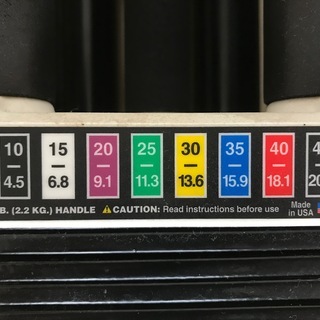 10 15 20 25 30 35 40
4.5 6.8 9.1 11.3 13.6 15.9 18.1
(2.2 KG.) HANDLE ⚠ CAUTION: Read instructions before use Made
in USA